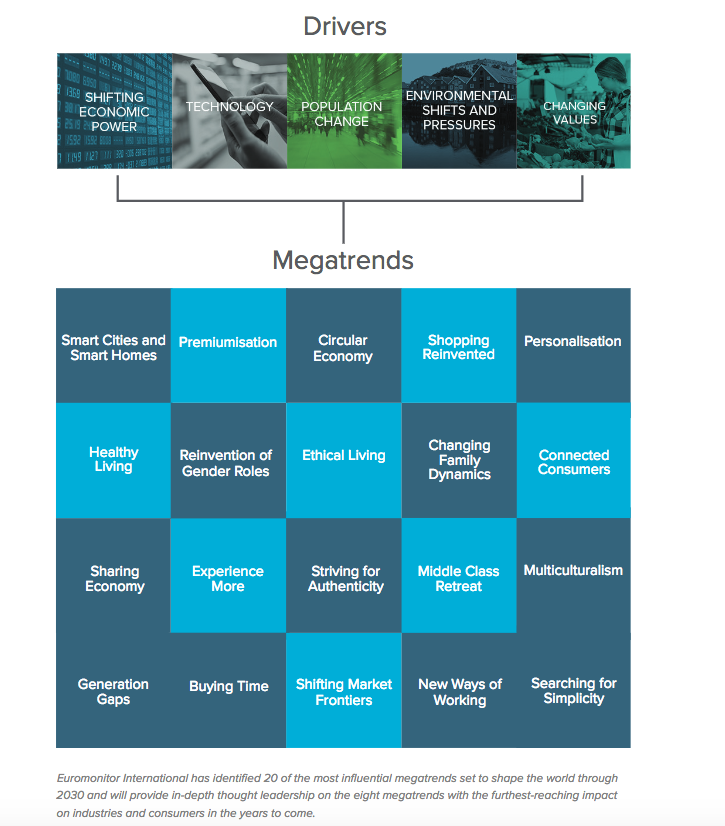 Drivers
SHIFTING
ECONOMIC
POWER
TECHNOLOGY
POPULATION
CHANGE
ENVIRONMENTAL
SHIFTS AND
PRESSURES
CHANGING
VALUES
Megatrends
Smart Cities and
Smart Homes
Premiumisation
Circular
Economy
Shopping
Reinvented
Personalisation
Healthy
Living
Reinvention of
Gender Roles
Ethical Living
Changing
Family
Dynamics
Connected
Consumers
Sharing
Economy
Experience
More
Striving for
Authenticity
Middle Class
Retreat
Multiculturalism
Generation
Gaps
Buying Time
Shifting Market
Frontiers
New Ways of
Working
Searching for
Simplicity
Euromonitor International has identified 20 of the most influential megatrends set to shape the world through
2030 and will provide in-depth thought leadership on the eight megatrends with the furthest-reaching impact
on industries and consumers in the years to come.